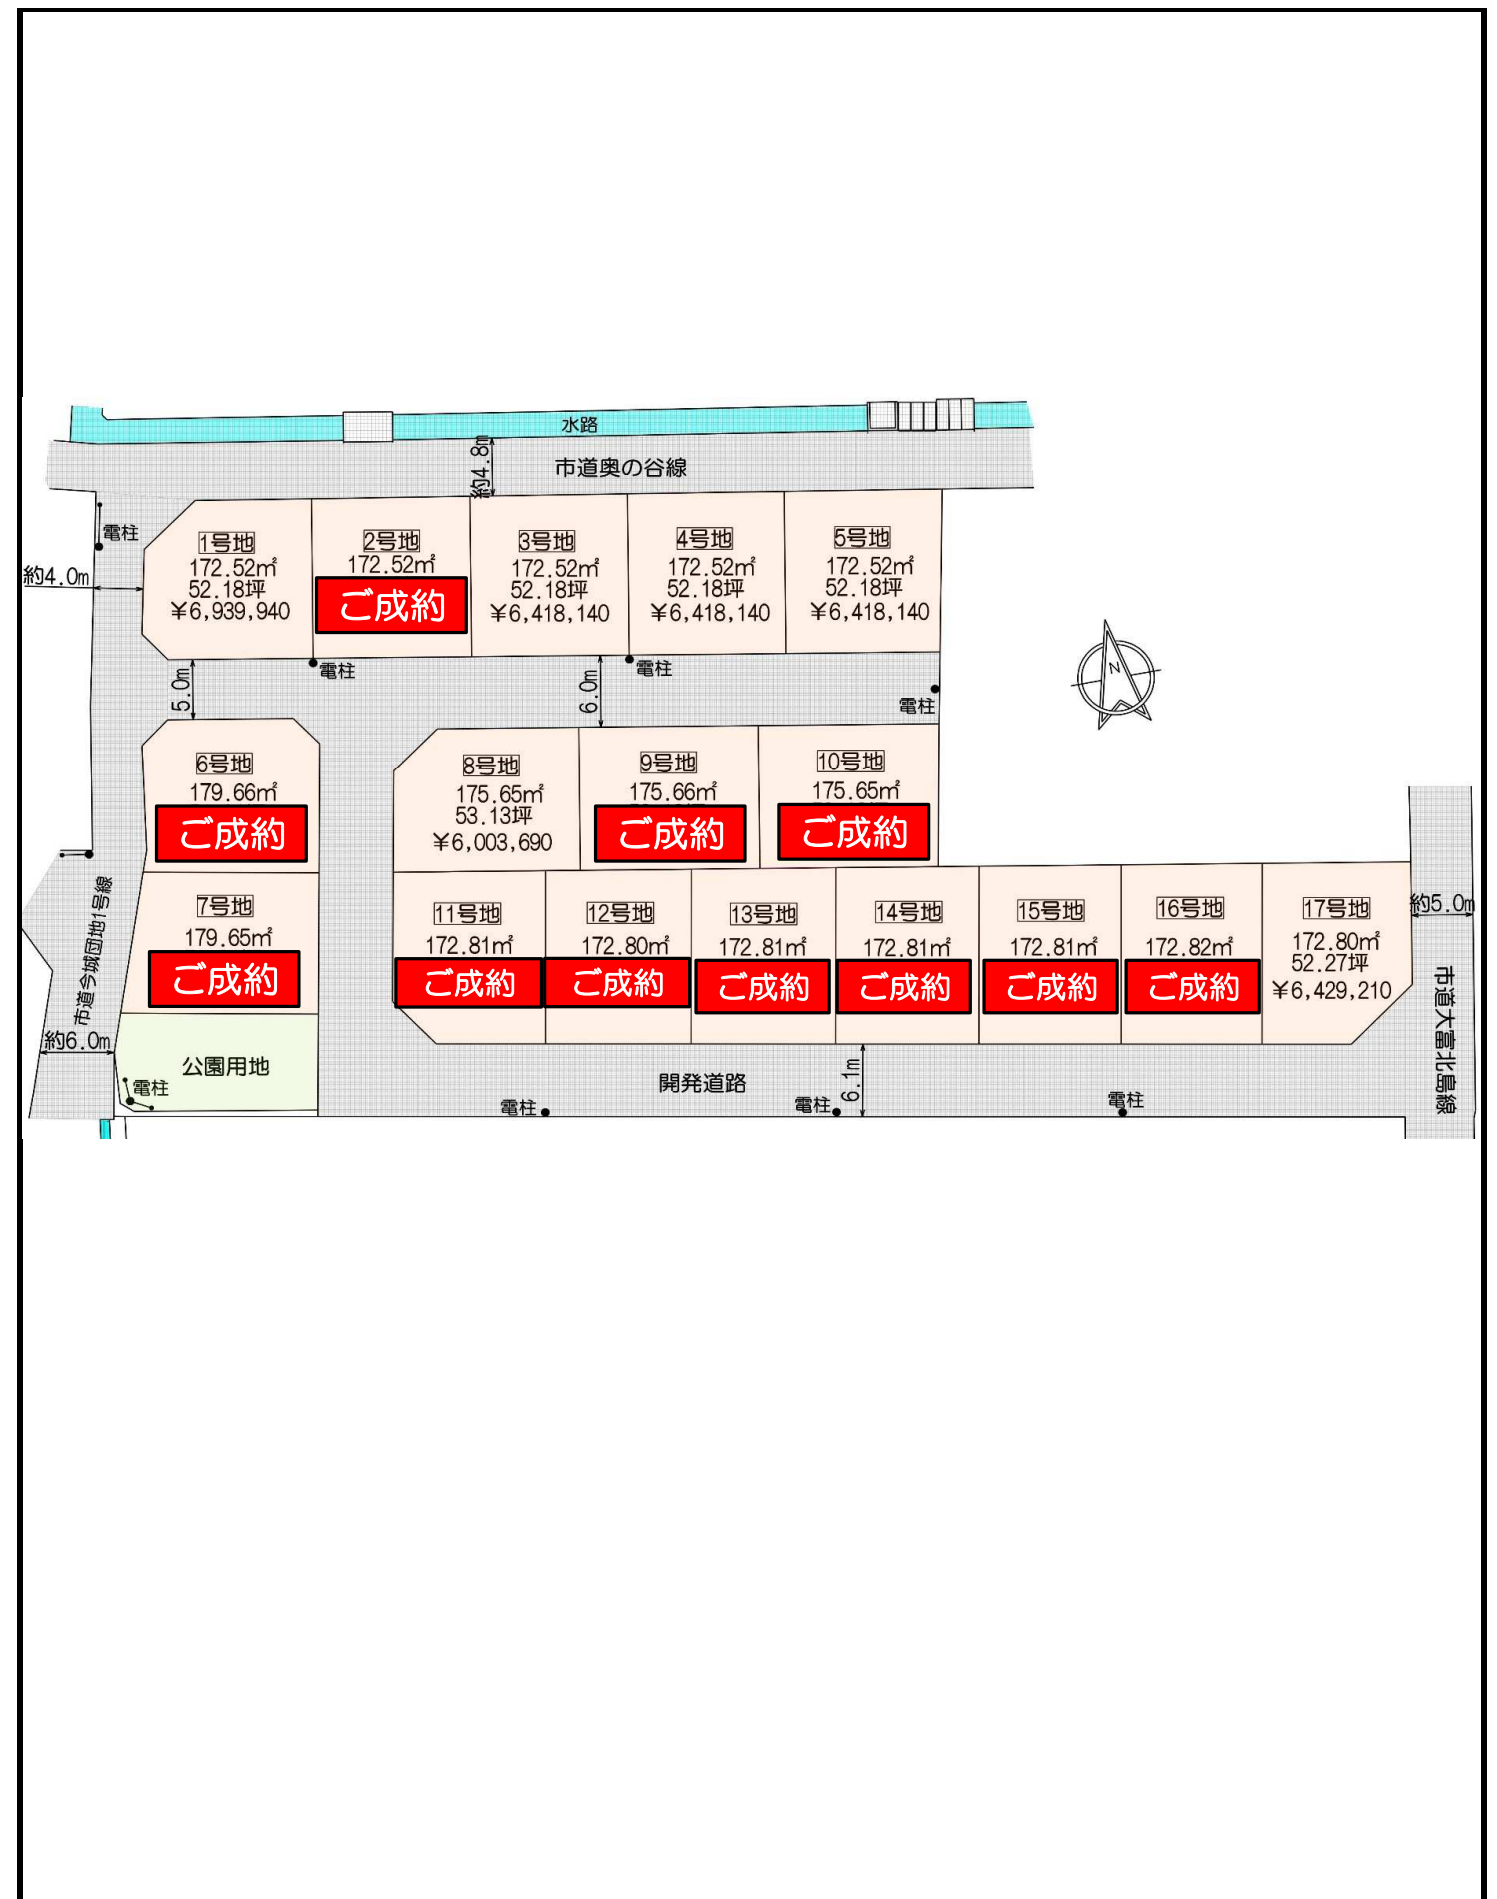 水路
市道奥の谷線
約4.8m
電柱
約4.0m
1号地
172.52㎡
52.18坪
¥6,939,940
2号地
172.52㎡
ご成約
3号地
172.52㎡
52.18坪
¥6,418,140
4号地
172.52㎡
52.18坪
¥6,418,140
5号地
172.52㎡
52.18坪
¥6,418,140
電柱
電柱
電柱
5.0m
6.0m
N
6号地
179.66㎡
ご成約
7号地
179.65㎡
ご成約
8号地
175.65㎡
53.13坪
¥6,003,690
9号地
175.66㎡
ご成約
10号地
175.65㎡
ご成約
11号地
172.81㎡
ご成約
12号地
172.80㎡
ご成約
13号地
172.81㎡
ご成約
14号地
172.81㎡
ご成約
15号地
172.81㎡
ご成約
16号地
172.82㎡
ご成約
17号地
172.80㎡
52.27坪
¥6,429,210
約5.0m
市道大富北島線
市道今城団地1号線
約6.0m
公園用地
電柱
開発道路
6.1m
電柱
電柱
電柱